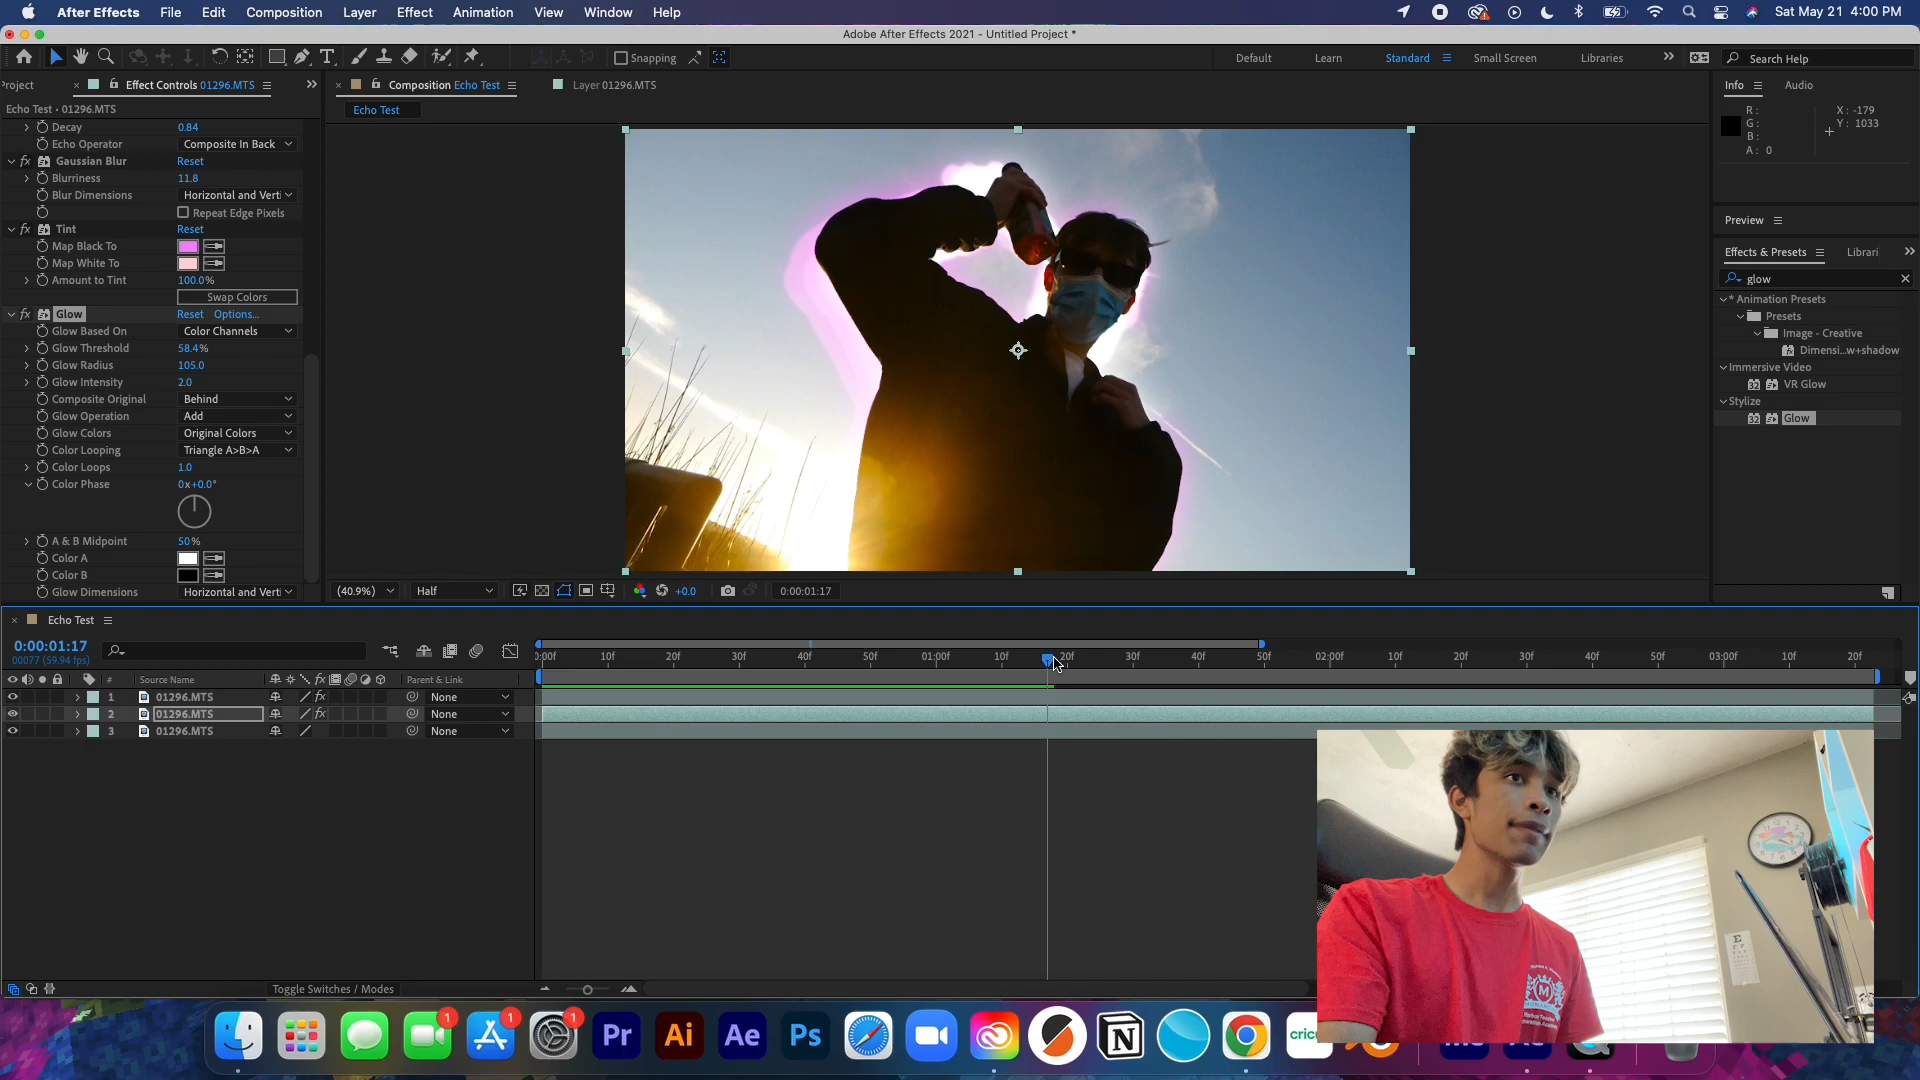 After Effects File Edit Composition Layer Effect Animation View Window Help Sat May 21 4:00 PM
Adobe After Effects 2021 - Untitled Project *
Snapping Default Learn Standard Small Screen Libraries Search Help
Project Effect Controls 01296.MTS Composition Echo Test Layer 01296.MTS Info Audio
Echo Test • 01296.MTS
Echo Test
R: X: -179
G: Y: 1033
B:
A: 0
Decay 0.84
Echo Operator Composite In Back
Gaussian Blur Reset
Blurriness 11.8
Blur Dimensions Horizontal and Verti
Repeat Edge Pixels
Tint Reset
Map Black To
Map White To
Amount to Tint 100.0%
Swap Colors
Glow Reset Options...
Glow Based On Color Channels
Glow Threshold 58.4%
Glow Radius 105.0
Glow Intensity 2.0
Composite Original Behind
Glow Operation Add
Glow Colors Original Colors
Color Looping Triangle A>B>A
Color Loops 1.0
Color Phase 0x+0.0°
A & B Midpoint 50%
Color A
Color B
Glow Dimensions Horizontal and Verti
Preview
Effects & Presets Librari
glow
* Animation Presets
Presets
Image - Creative
Dimensi...w+shadow
Immersive Video
32 VR Glow
Stylize
32 Glow
(40.9%) Half +0.0 0:00:01:17
Echo Test
0:00:01:17
00077 (59.94 fps)
0:00f 10f 20f 30f 40f 50f 01:00f 10f 20f 30f 40f 50f 02:00f 10f 20f 30f 40f 50f 03:00f 10f 20f
# Source Name fx Parent & Link
1 01296.MTS fx None
2 01296.MTS fx None
3 01296.MTS None
Toggle Switches / Modes
1 1 1 Pr Ai Ae Ps N cricu
M
E